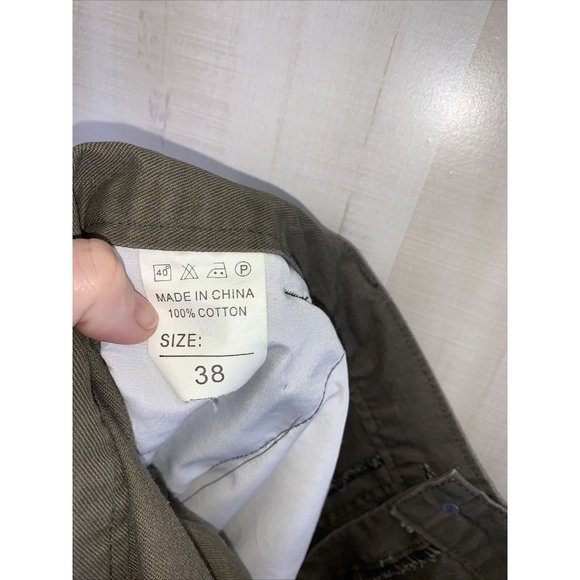 40° P
MADE IN CHINA
100% COTTON
SIZE:
38